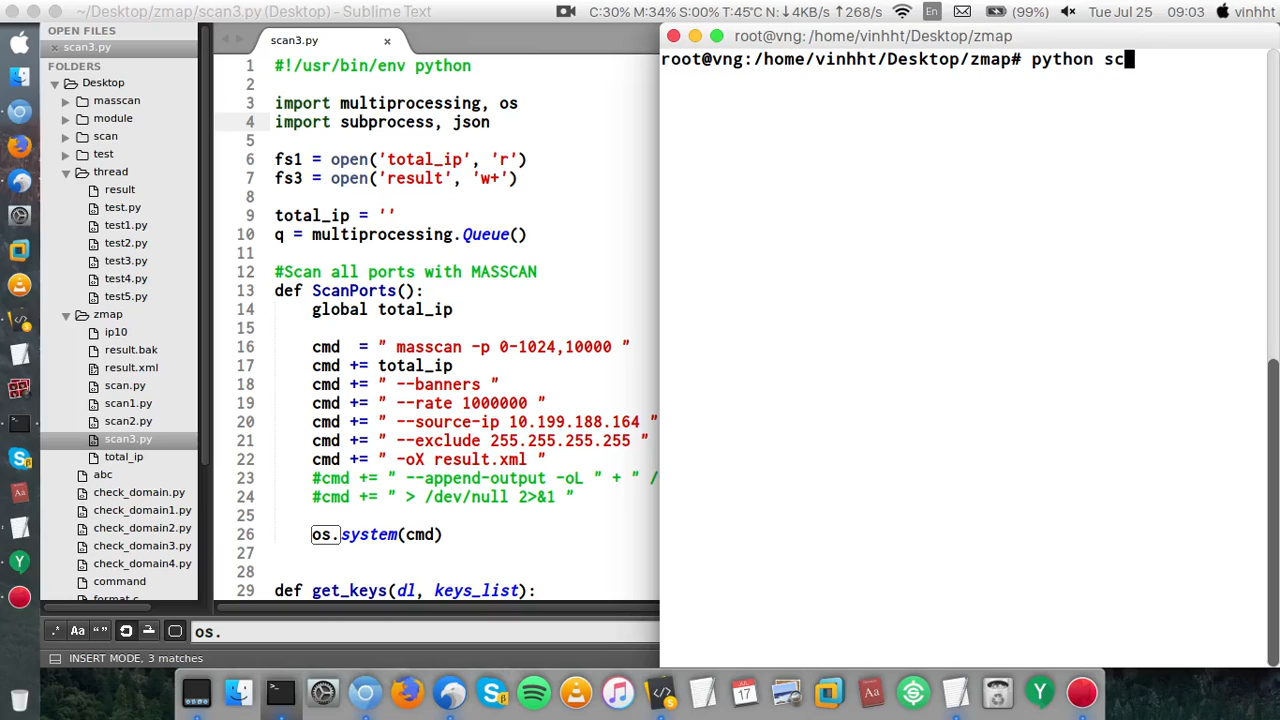 ~/Desktop/zmap/scan3.py (Desktop) - Sublime Text
C:30% M:34% S:00% T:45°C N:↓4KB/s ↑268/s
En
(99%)
Tue Jul 25
09:03
vinhht
OPEN FILES
scan3.py
FOLDERS
Desktop
masscan
module
scan
test
thread
result
test.py
test1.py
test2.py
test3.py
test4.py
test5.py
zmap
ip10
result.bak
result.xml
scan.py
scan1.py
scan2.py
scan3.py
total_ip
abc
check_domain.py
check_domain1.py
check_domain2.py
check_domain3.py
check_domain4.py
command
format.c
scan3.py
1 #!/usr/bin/env python
2
3 import multiprocessing, os
4 import subprocess, json
5
6 fs1 = open('total_ip', 'r')
7 fs3 = open('result', 'w+')
8
9 total_ip = ''
10 q = multiprocessing.Queue()
11
12 #Scan all ports with MASSCAN
13 def ScanPorts():
14 global total_ip
15
16 cmd = " masscan -p 0-1024,10000 "
17 cmd += total_ip
18 cmd += " --banners "
19 cmd += " --rate 1000000 "
20 cmd += " --source-ip 10.199.188.164 "
21 cmd += " --exclude 255.255.255.255 "
22 cmd += " -oX result.xml "
23 #cmd += " --append-output -oL " + " /
24 #cmd += " > /dev/null 2>&1 "
25
26 os.system(cmd)
27
28
29 def get_keys(dl, keys_list):
.* Aa “”
os.
INSERT MODE, 3 matches
root@vng: /home/vinhht/Desktop/zmap
root@vng:/home/vinhht/Desktop/zmap# python sc